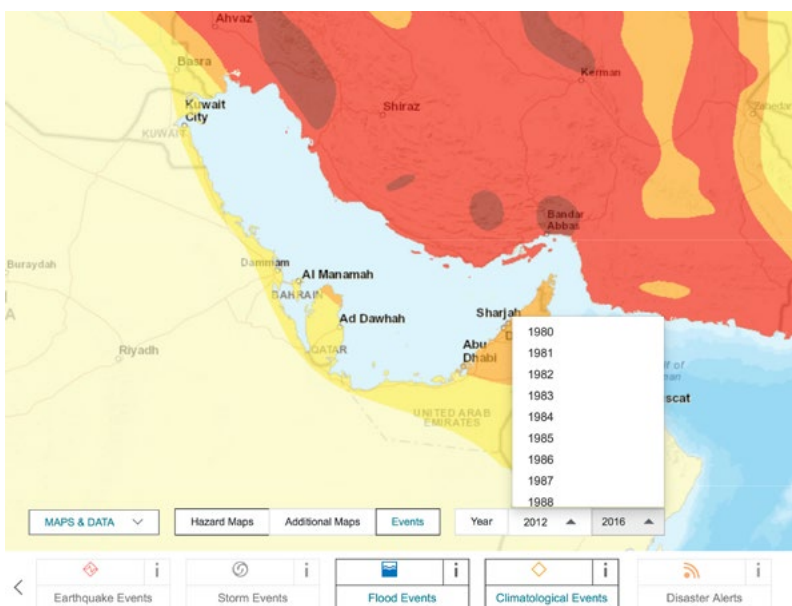 Ahvaz
Basra
Kerman
Kuwait
City
Shiraz
KUWAIT
Bandar
Abbas
Buraydah
Dammam
Al Manamah
BAHRAIN
Ad Dawhah
Sharjah
QATAR
Riyadh
Abu
Dhabi
UNITED ARAB
EMIRATES
1980
1981
1982
1983
1984
1985
1986
1987
1988
MAPS & DATA
Hazard Maps
Additional Maps
Events
Year
2012
2016
i
i
i
i
i
Earthquake Events
Storm Events
Flood Events
Climatological Events
Disaster Alerts